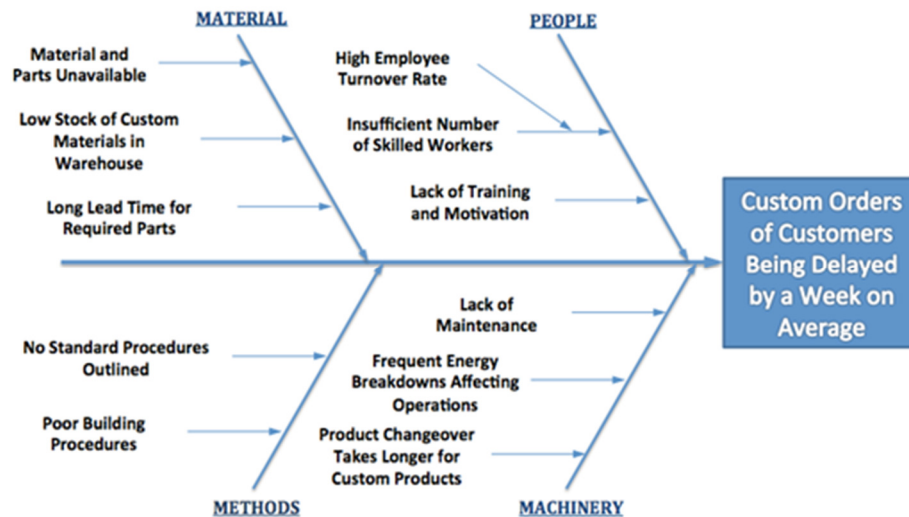 MATERIAL
Material and
Parts Unavailable
Low Stock of Custom
Materials in
Warehouse
Long Lead Time for
Required Parts
PEOPLE
High Employee
Turnover Rate
Insufficient Number
of Skilled Workers
Lack of Training
and Motivation
Custom Orders
of Customers
Being Delayed
by a Week on
Average
No Standard Procedures
Outlined
Poor Building
Procedures
METHODS
Lack of
Maintenance
Frequent Energy
Breakdowns Affecting
Operations
Product Changeover
Takes Longer for
Custom Products
MACHINERY